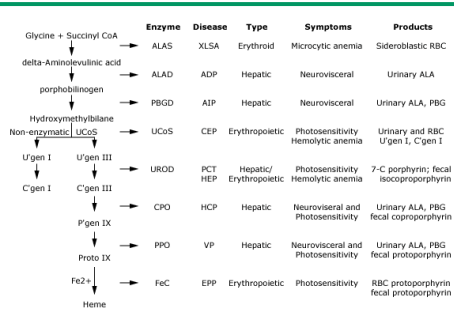 Enzyme Disease Type Symptoms Products
Glycine + Succinyl CoA
ALAS XLSA Erythroid Microcytic anemia Sideroblastic RBC
delta-Aminolevulinic acid
ALAD ADP Hepatic Neurovisceral Urinary ALA
porphobilinogen
PBGD AIP Hepatic Neurovisceral Urinary ALA, PBG
Hydroxymethylbilane
Non-enzymatic UCoS
UCoS CEP Erythropoietic Photosensitivity Urinary and RBC
Hemolytic anemia U'gen I, C'gen I
U'gen I U'gen III
UROD PCT Hepatic/ Photosensitivity 7-C porphyrin; fecal
HEP Erythropoietic Hemolytic anemia isocoproporphyrin
C'gen I C'gen III
CPO HCP Hepatic Neurovisceral and Urinary ALA, PBG
Photosensitivity fecal coproporphyrin
P'gen IX
PPO VP Hepatic Neurovisceral and Urinary ALA, PBG
Photosensitivity fecal protoporphyrin
Proto IX
Fe2+
FeC EPP Erythropoietic Photosensitivity RBC protoporphyrin
fecal protoporphyrin
Heme